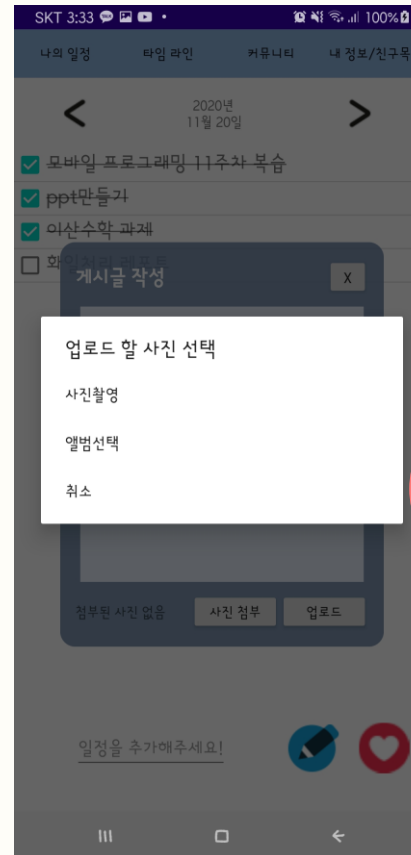 SKT 3:33 100%
나의 일정 타임 라인 커뮤니티 내 정보/친구목
2020년
11월 20일
모바일 프로그래밍 11주차 복습
ppt만들기
이산수학 과제
게시글 작성 X
업로드 할 사진 선택
사진촬영
앨범선택
취소
첨부된 사진 없음 사진 첨부 업로드
일정을 추가해주세요!